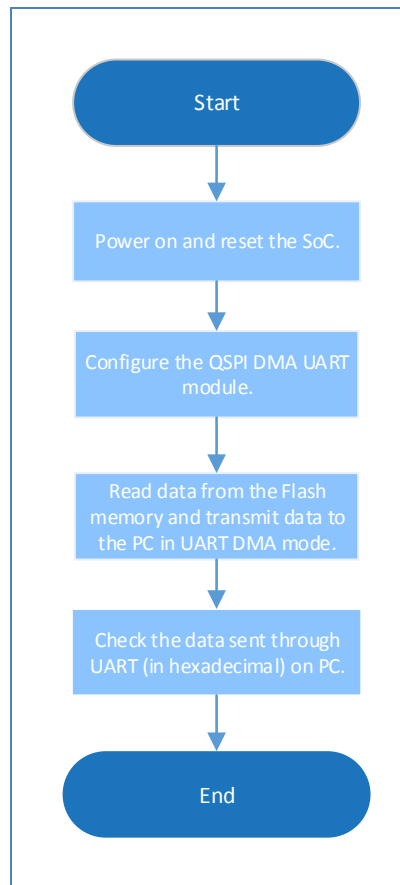 Start
Power on and reset the SoC.
Configure the QSPI DMA UART
module.
Read data from the Flash
memory and transmit data to
the PC in UART DMA mode.
Check the data sent through
UART (in hexadecimal) on PC.
End